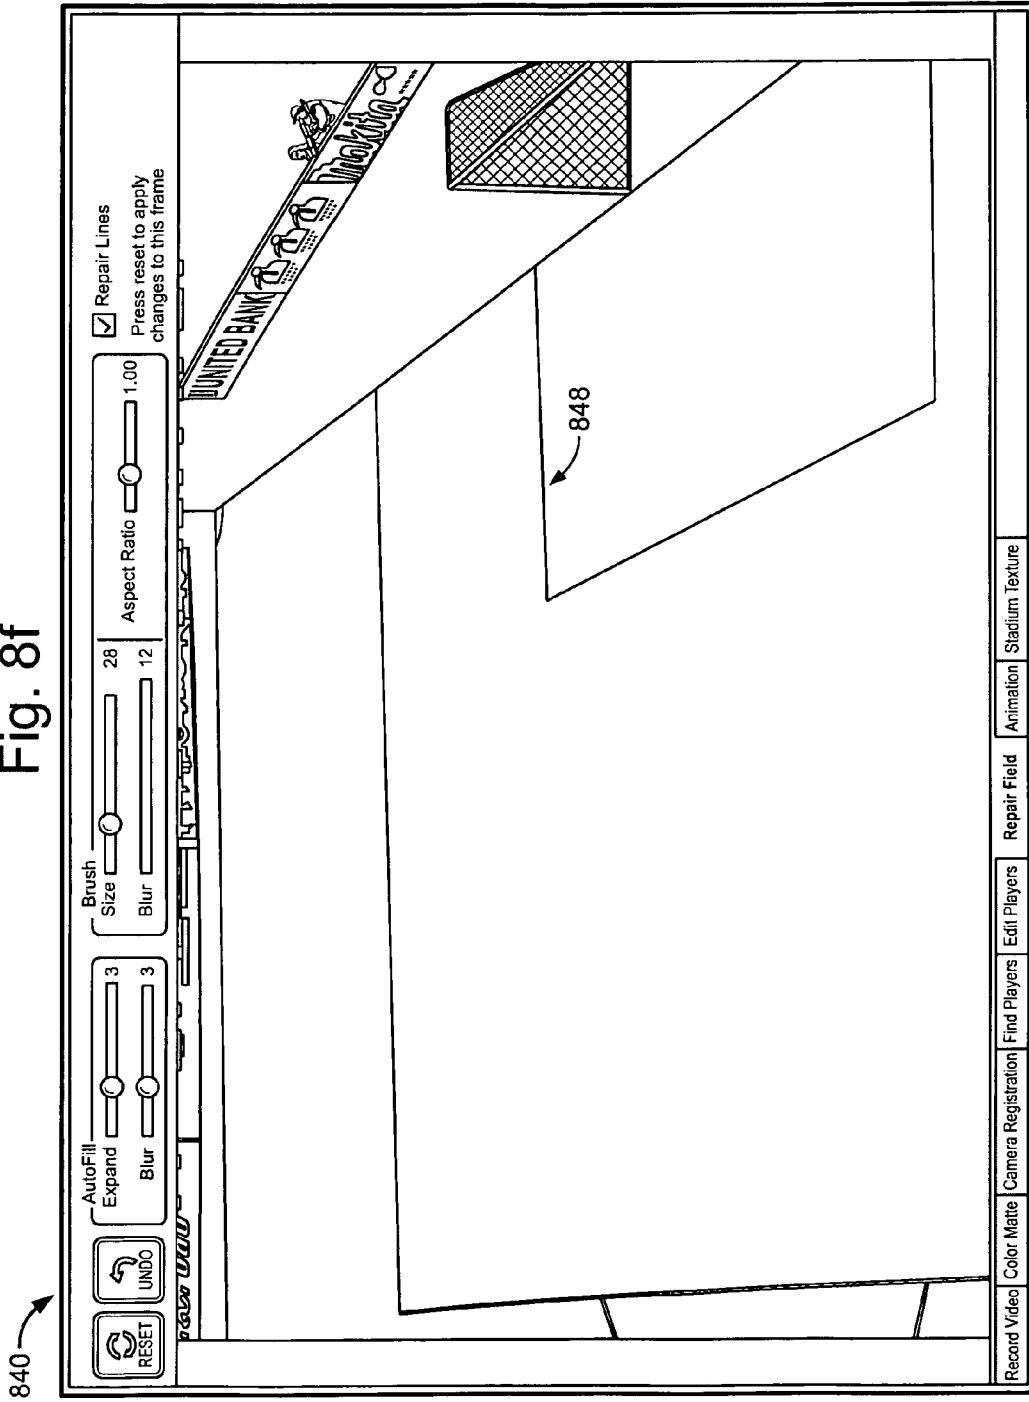 Fig. 8f
840
RESET
UNDO
AutoFill
Expand 3
Blur 3
Brush
Size 28
Blur 12
Aspect Ratio 1.00
Repair Lines
Press reset to apply
changes to this frame
UNITED BANK
makita
848
Record Video Color Matte Camera Registration Find Players Edit Players Repair Field Animation Stadium Texture